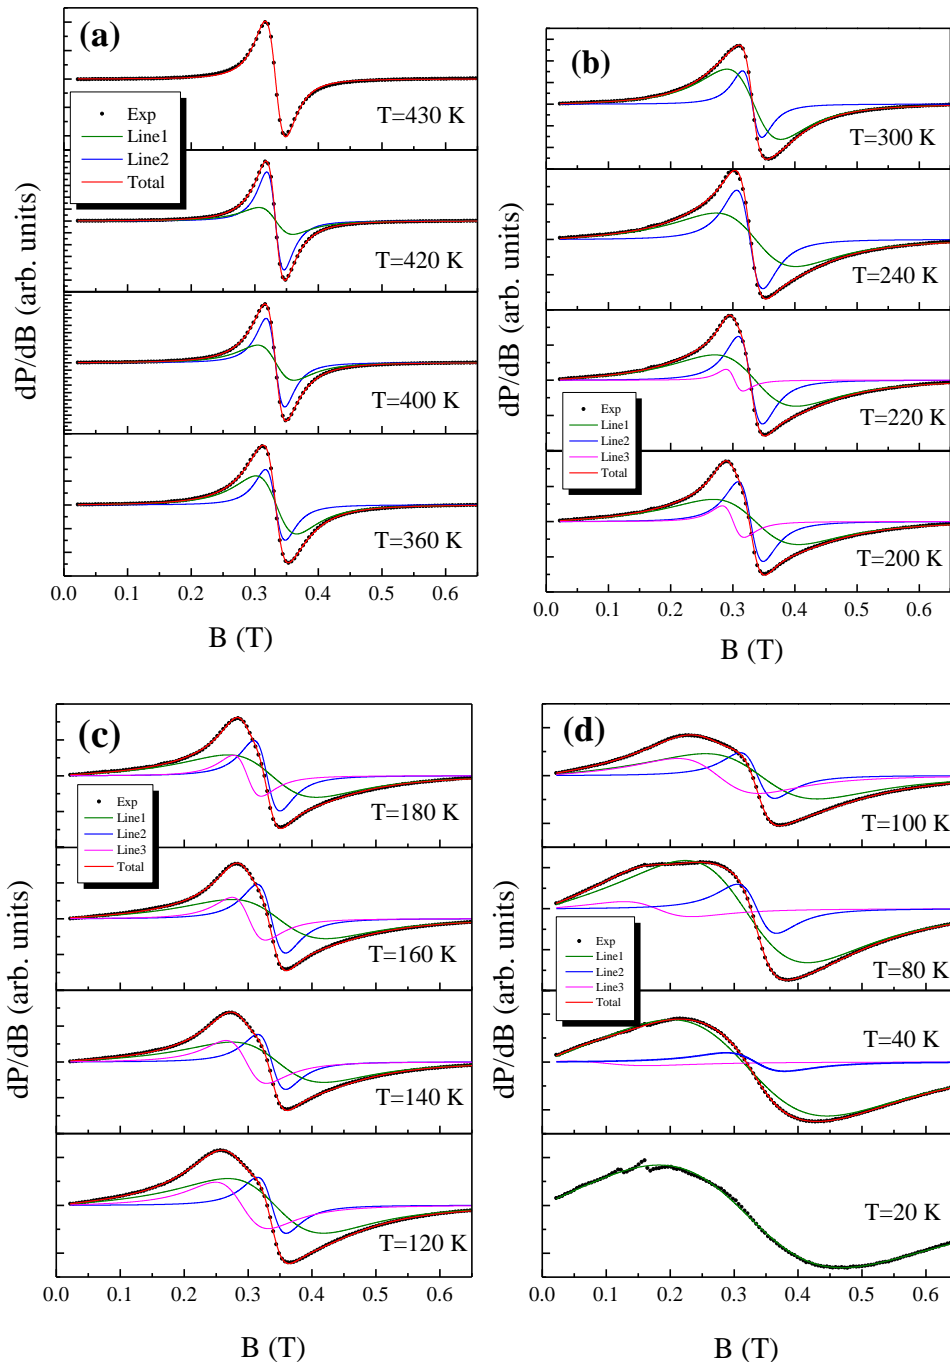 (a)
Exp
Line1
Line2
Total
T=430 K
T=420 K
T=400 K
T=360 K
dP/dB (arb. units)
0.0 0.1 0.2 0.3 0.4 0.5 0.6
B (T)
(b)
T=300 K
T=240 K
T=220 K
Exp
Line1
Line2
Line3
Total
T=200 K
dP/dB (arb. units)
0.0 0.1 0.2 0.3 0.4 0.5 0.6
B (T)
(c)
Exp
Line1
Line2
Line3
Total
T=180 K
T=160 K
T=140 K
T=120 K
dP/dB (arb. units)
0.0 0.1 0.2 0.3 0.4 0.5 0.6
B (T)
(d)
T=100 K
Exp
Line1
Line2
Line3
Total
T=80 K
T=40 K
T=20 K
dP/dB (arb. units)
0.0 0.1 0.2 0.3 0.4 0.5 0.6
B (T)